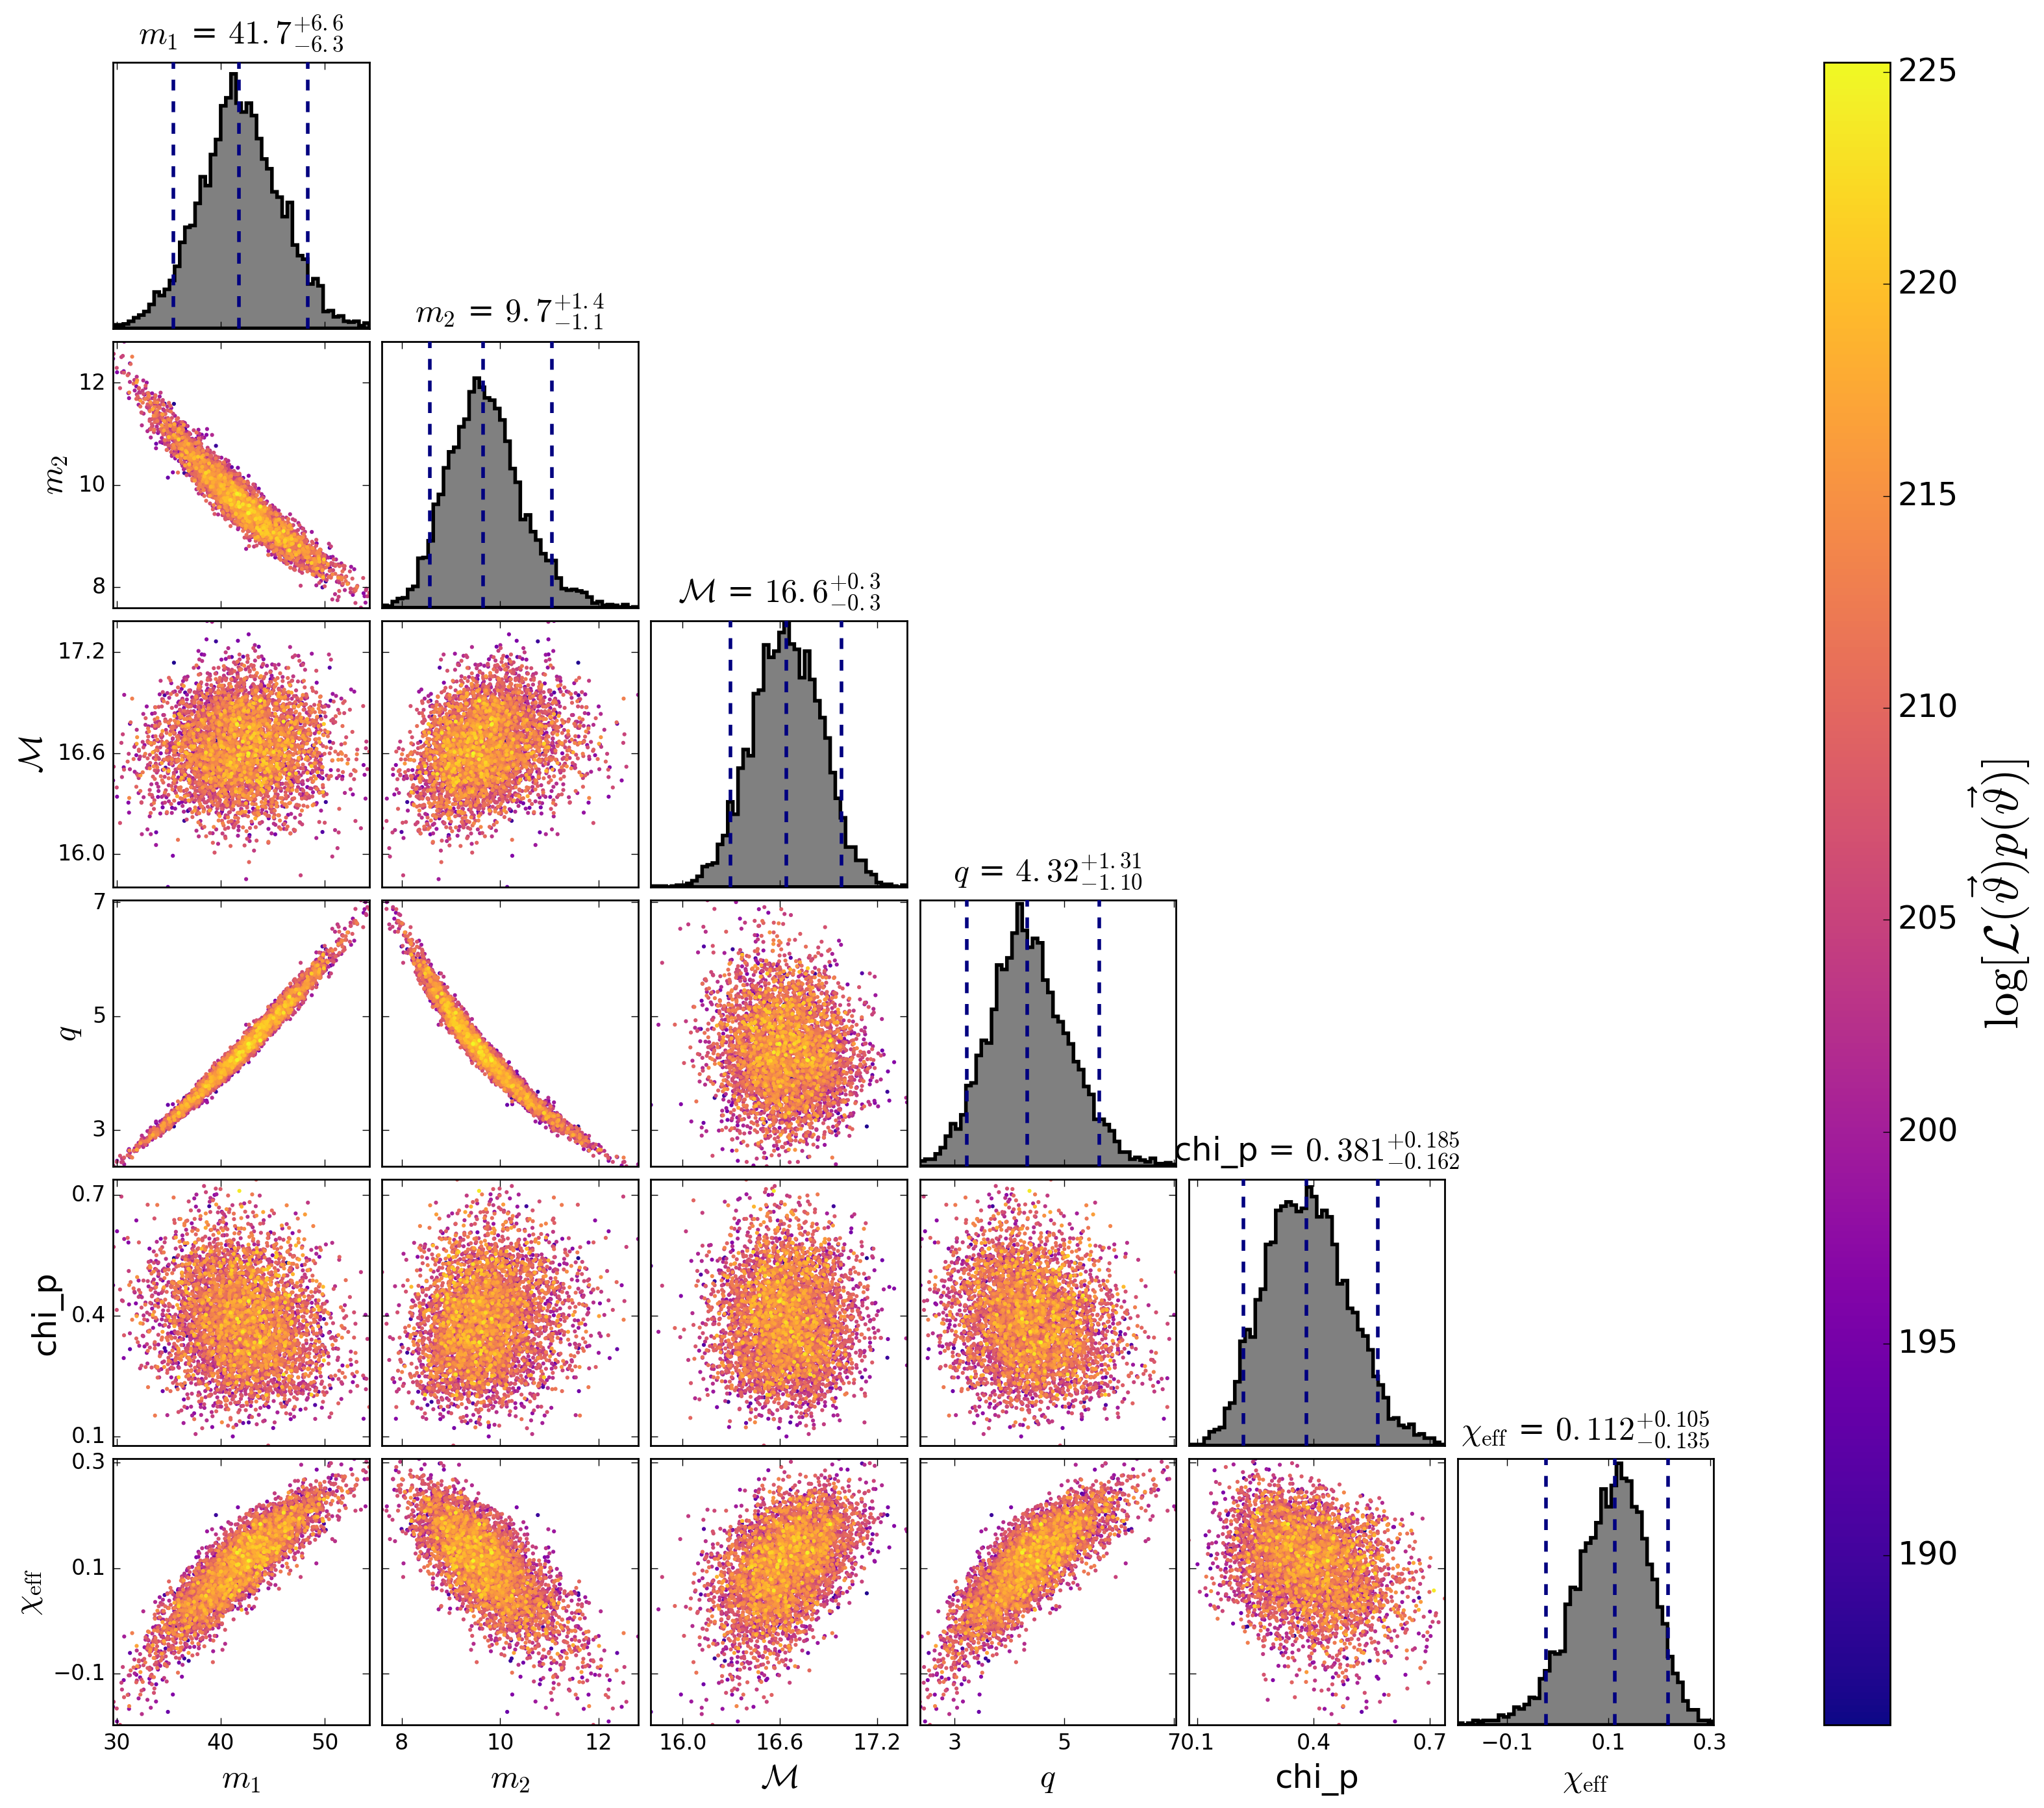 m₁ = 41.7⁺⁶·⁶₋₆.₃
225
220
215
210
205
200
195
190
log[ℒ(ϑ⃗)p(ϑ⃗)]
m₂ = 9.7⁺¹·⁴₋₁.₁
12
10
8
m₂
ℳ = 16.6⁺⁰·³₋₀.₃
17.2
16.6
16.0
ℳ
q = 4.32⁺¹·³¹₋₁.₁₀
7
5
3
q
chi_p = 0.381⁺⁰·¹⁸⁵₋₀.₁₆₂
0.7
0.4
0.1
chi_p
χeff = 0.112⁺⁰·¹⁰⁵₋₀.₁₃₅
0.3
0.1
−0.1
χeff
30 40 50 8 10 12 16.0 16.6 17.2 3 5 7 0.1 0.4 0.7 −0.1 0.1 0.3
m₁ m₂ ℳ q chi_p χeff